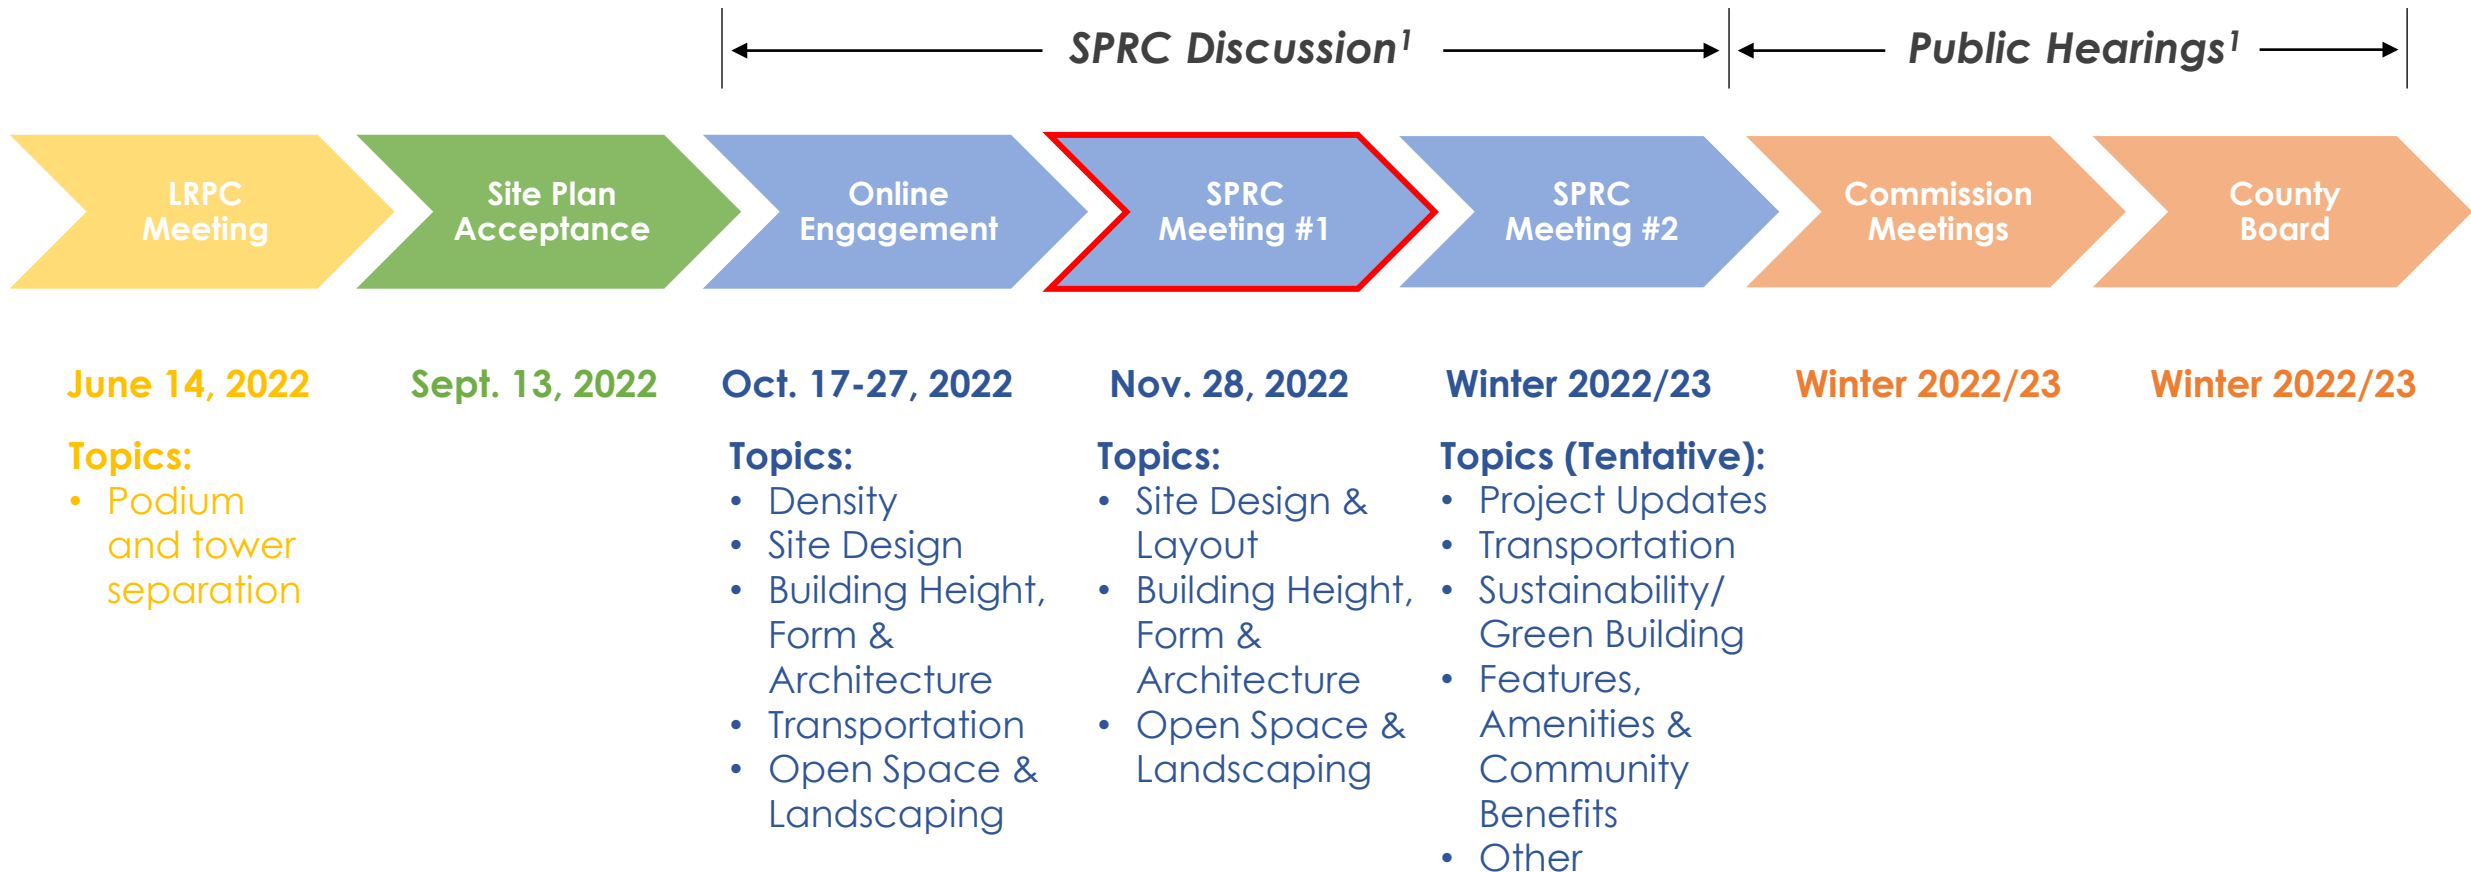 SPRC Discussion¹
Public Hearings¹
LRPC
Meeting
Site Plan
Acceptance
Online
Engagement
SPRC
Meeting #1
SPRC
Meeting #2
Commission
Meetings
County
Board
June 14, 2022
Sept. 13, 2022
Oct. 17-27, 2022
Nov. 28, 2022
Winter 2022/23
Winter 2022/23
Winter 2022/23
Topics:
• Podium
and tower
separation
Topics:
• Density
• Site Design
• Building Height,
Form &
Architecture
• Transportation
• Open Space &
Landscaping
Topics:
• Site Design &
Layout
• Building Height,
Form &
Architecture
• Open Space &
Landscaping
Topics (Tentative):
• Project Updates
• Transportation
• Sustainability/
Green Building
• Features,
Amenities &
Community
Benefits
• Other